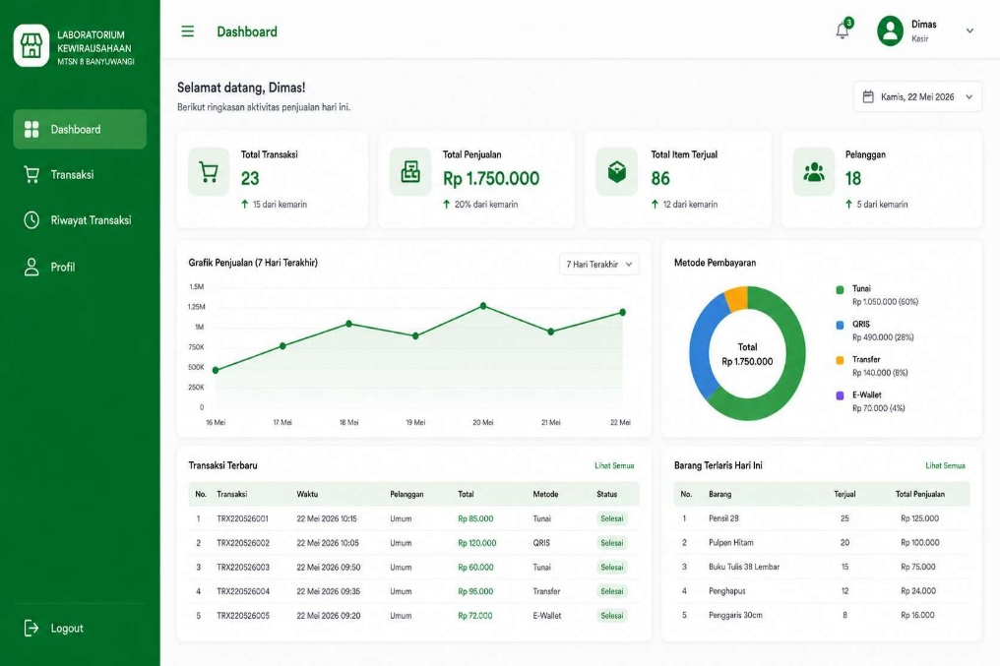 LABORATORIUM
KEWIRAUSAHAAN
MTSN 8 BANYUWANGI
Dashboard
Transaksi
Riwayat Transaksi
Profil
Logout
Dashboard
3
Dimas
Kasir
Selamat datang, Dimas!
Berikut ringkasan aktivitas penjualan hari ini.
Kamis, 22 Mei 2026
Total Transaksi
23
15 dari kemarin
Total Penjualan
Rp 1.750.000
20% dari kemarin
Total Item Terjual
86
12 dari kemarin
Pelanggan
18
5 dari kemarin
Grafik Penjualan (7 Hari Terakhir)
7 Hari Terakhir
1.5M
1.25M
1M
750K
500K
250K
0
16 Mei 17 Mei 18 Mei 19 Mei 20 Mei 21 Mei 22 Mei
Metode Pembayaran
Total
Rp 1.750.000
Tunai
Rp 1.050.000 (60%)
QRIS
Rp 490.000 (28%)
Transfer
Rp 140.000 (8%)
E-Wallet
Rp 70.000 (4%)
Transaksi Terbaru Lihat Semua
No. Transaksi Waktu Pelanggan Total Metode Status
1 TRX220526001 22 Mei 2026 10:15 Umum Rp 85.000 Tunai Selesai
2 TRX220526002 22 Mei 2026 10:05 Umum Rp 120.000 QRIS Selesai
3 TRX220526003 22 Mei 2026 09:50 Umum Rp 60.000 Tunai Selesai
4 TRX220526004 22 Mei 2026 09:35 Umum Rp 95.000 Transfer Selesai
5 TRX220526005 22 Mei 2026 09:20 Umum Rp 72.000 E-Wallet Selesai
Barang Terlaris Hari Ini Lihat Semua
No. Barang Terjual Total Penjualan
1 Pensil 2B 25 Rp 125.000
2 Pulpen Hitam 20 Rp 100.000
3 Buku Tulis 38 Lembar 15 Rp 75.000
4 Penghapus 12 Rp 24.000
5 Penggaris 30cm 8 Rp 16.000